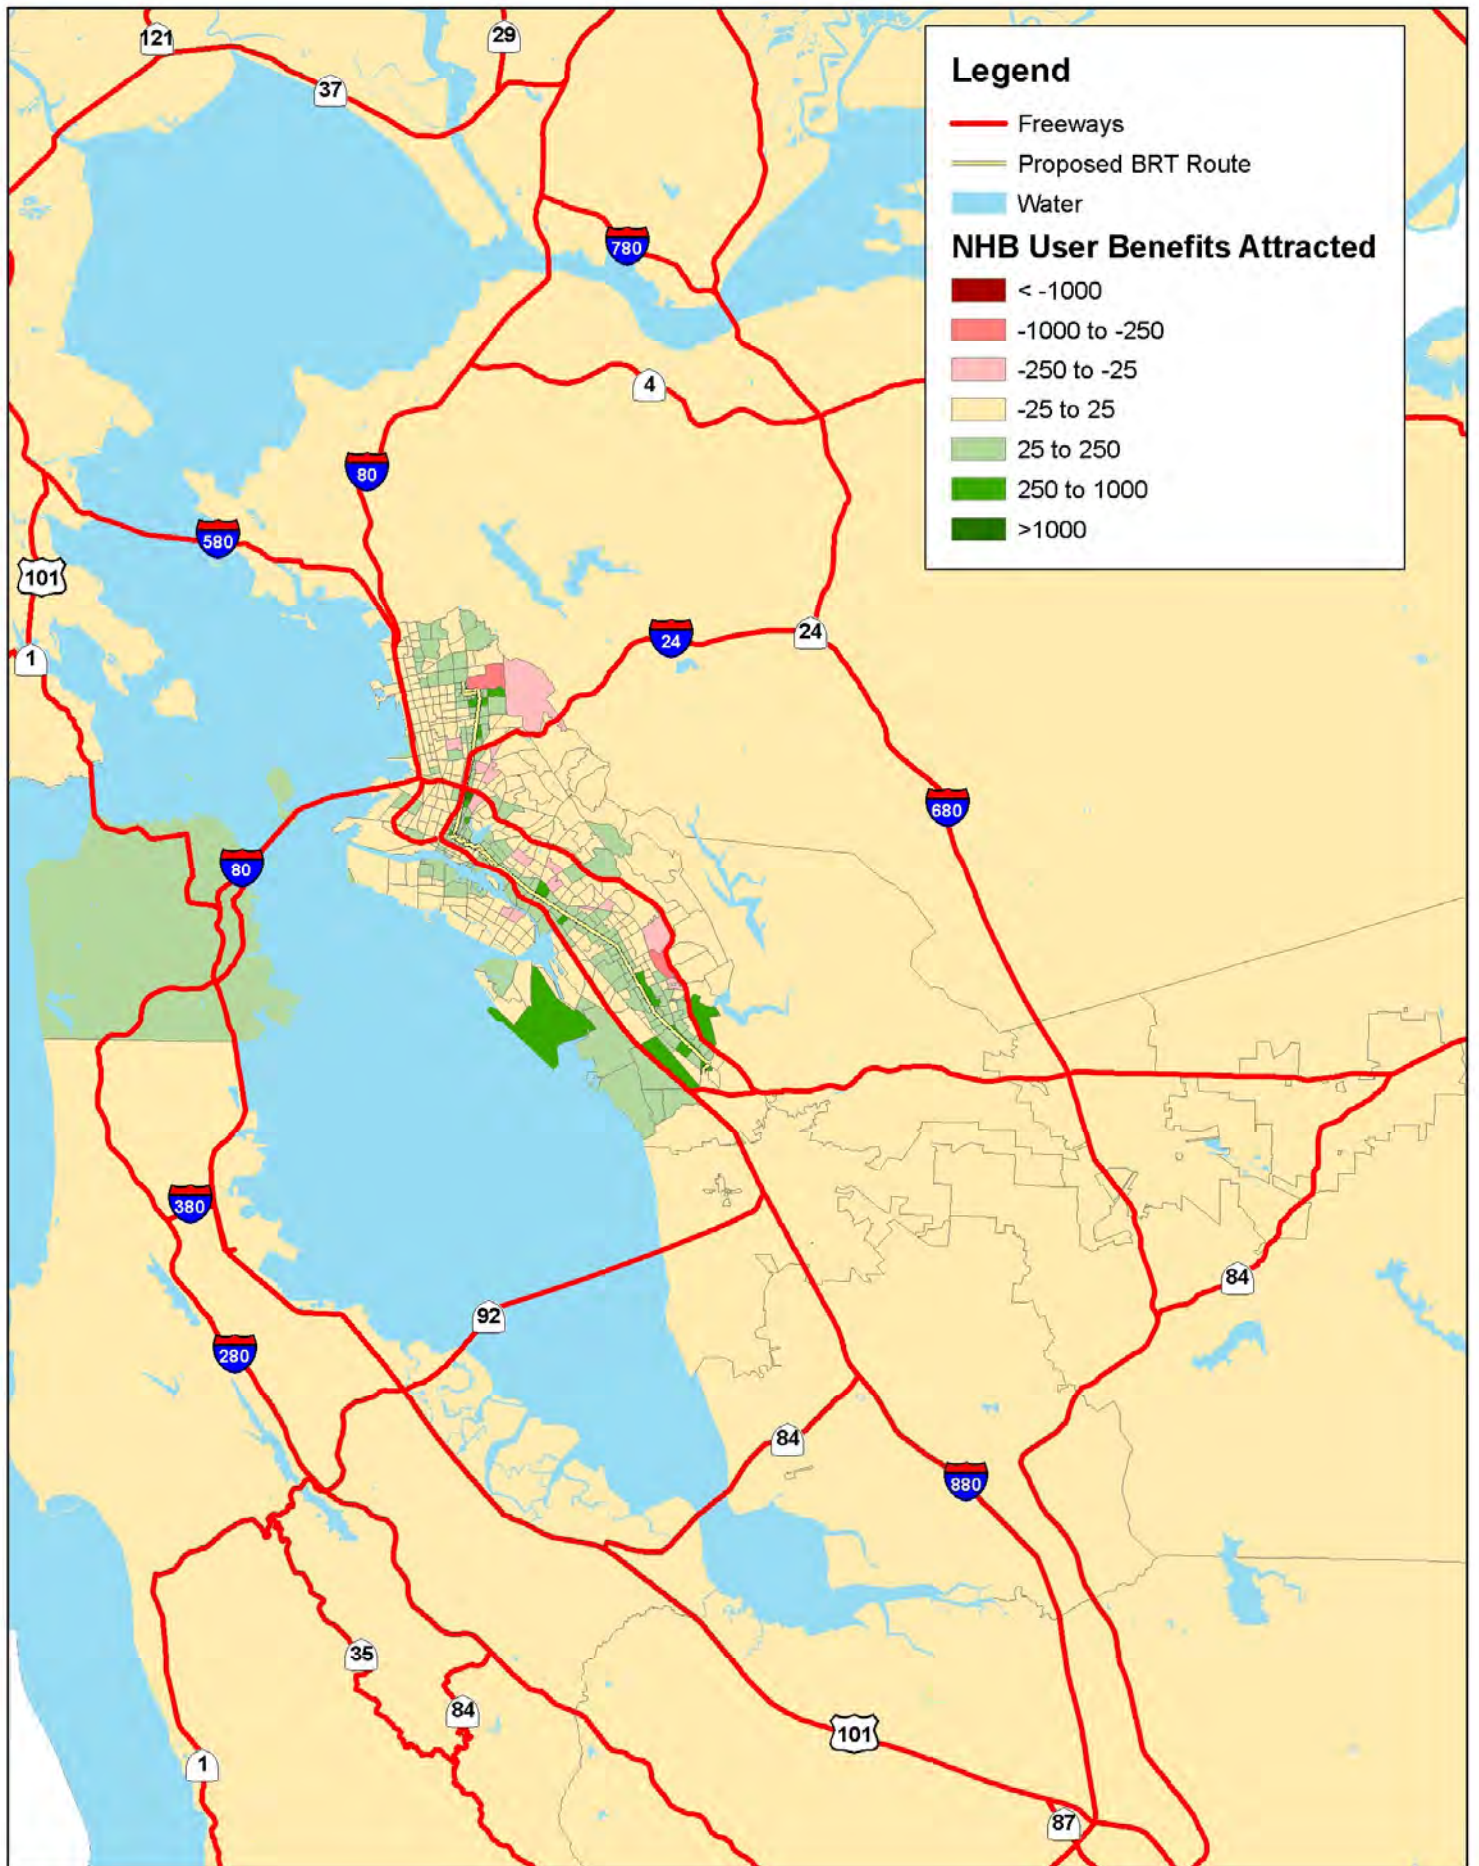 121
29
37
Legend
Freeways
Proposed BRT Route
Water
NHB User Benefits Attracted
< -1000
-1000 to -250
-250 to -25
-25 to 25
25 to 250
250 to 1000
>1000
780
4
80
580
101
1
24
24
680
80
380
84
92
280
84
880
35
84
101
1
87